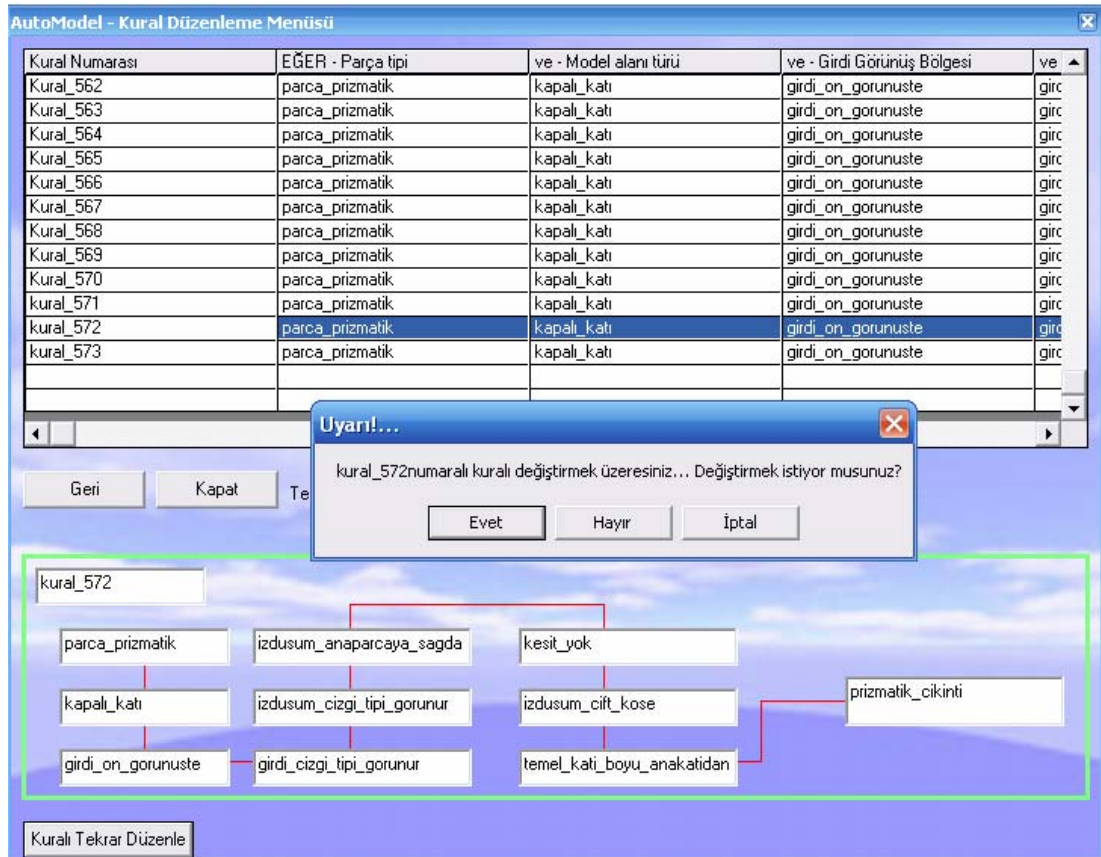 AutoModel - Kural Düzenleme Menüsü
Kural Numarası EĞER - Parça tipi ve - Model alanı türü ve - Girdi Görünüş Bölgesi ve
Kural_562 parca_prizmatik kapalı_katı girdi_on_gorunuste
Kural_563 parca_prizmatik kapalı_katı girdi_on_gorunuste
Kural_564 parca_prizmatik kapalı_katı girdi_on_gorunuste
Kural_565 parca_prizmatik kapalı_katı girdi_on_gorunuste
Kural_566 parca_prizmatik kapalı_katı girdi_on_gorunuste
Kural_567 parca_prizmatik kapalı_katı girdi_on_gorunuste
Kural_568 parca_prizmatik kapalı_katı girdi_on_gorunuste
Kural_569 parca_prizmatik kapalı_katı girdi_on_gorunuste
Kural_570 parca_prizmatik kapalı_katı girdi_on_gorunuste
kural_571 parca_prizmatik kapalı_katı girdi_on_gorunuste
kural_572 parca_prizmatik kapalı_katı girdi_on_gorunuste
kural_573 parca_prizmatik kapalı_katı girdi_on_gorunuste
Uyarı!...
kural_572numaralı kuralı değiştirmek üzeresiniz... Değiştirmek istiyor musunuz?
Evet Hayır İptal
Geri Kapat Te
kural_572
parca_prizmatik izdusum_anaparcaya_sagda kesit_yok
kapalı_katı izdusum_cizgi_tipi_gorunur izdusum_cift_kose prizmatik_cikinti
girdi_on_gorunuste girdi_cizgi_tipi_gorunur temel_kati_boyu_anakatidan
Kuralı Tekrar Düzenle